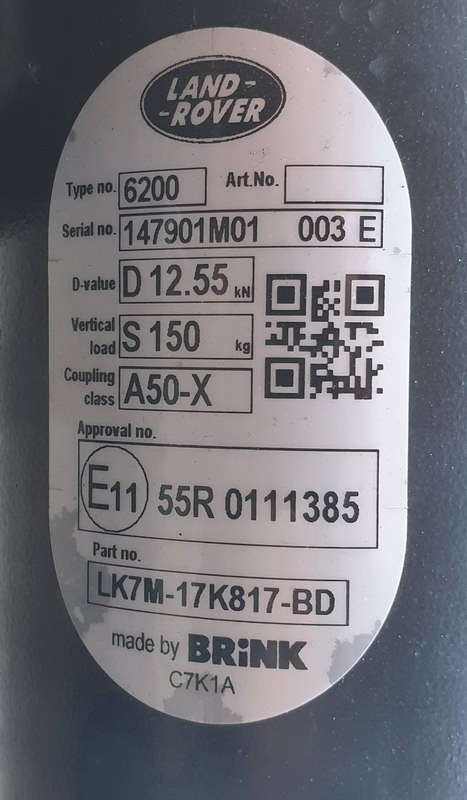 LAND-
-ROVER
Type no. 6200 Art.No.
Serial no. 147901M01 003 E
D-value D 12.55 kN
Vertical load S 150 kg
Coupling class A50-X
Approval no.
E11 55R 0111385
Part no.
LK7M-17K817-BD
made by BRiNK
C7K1A